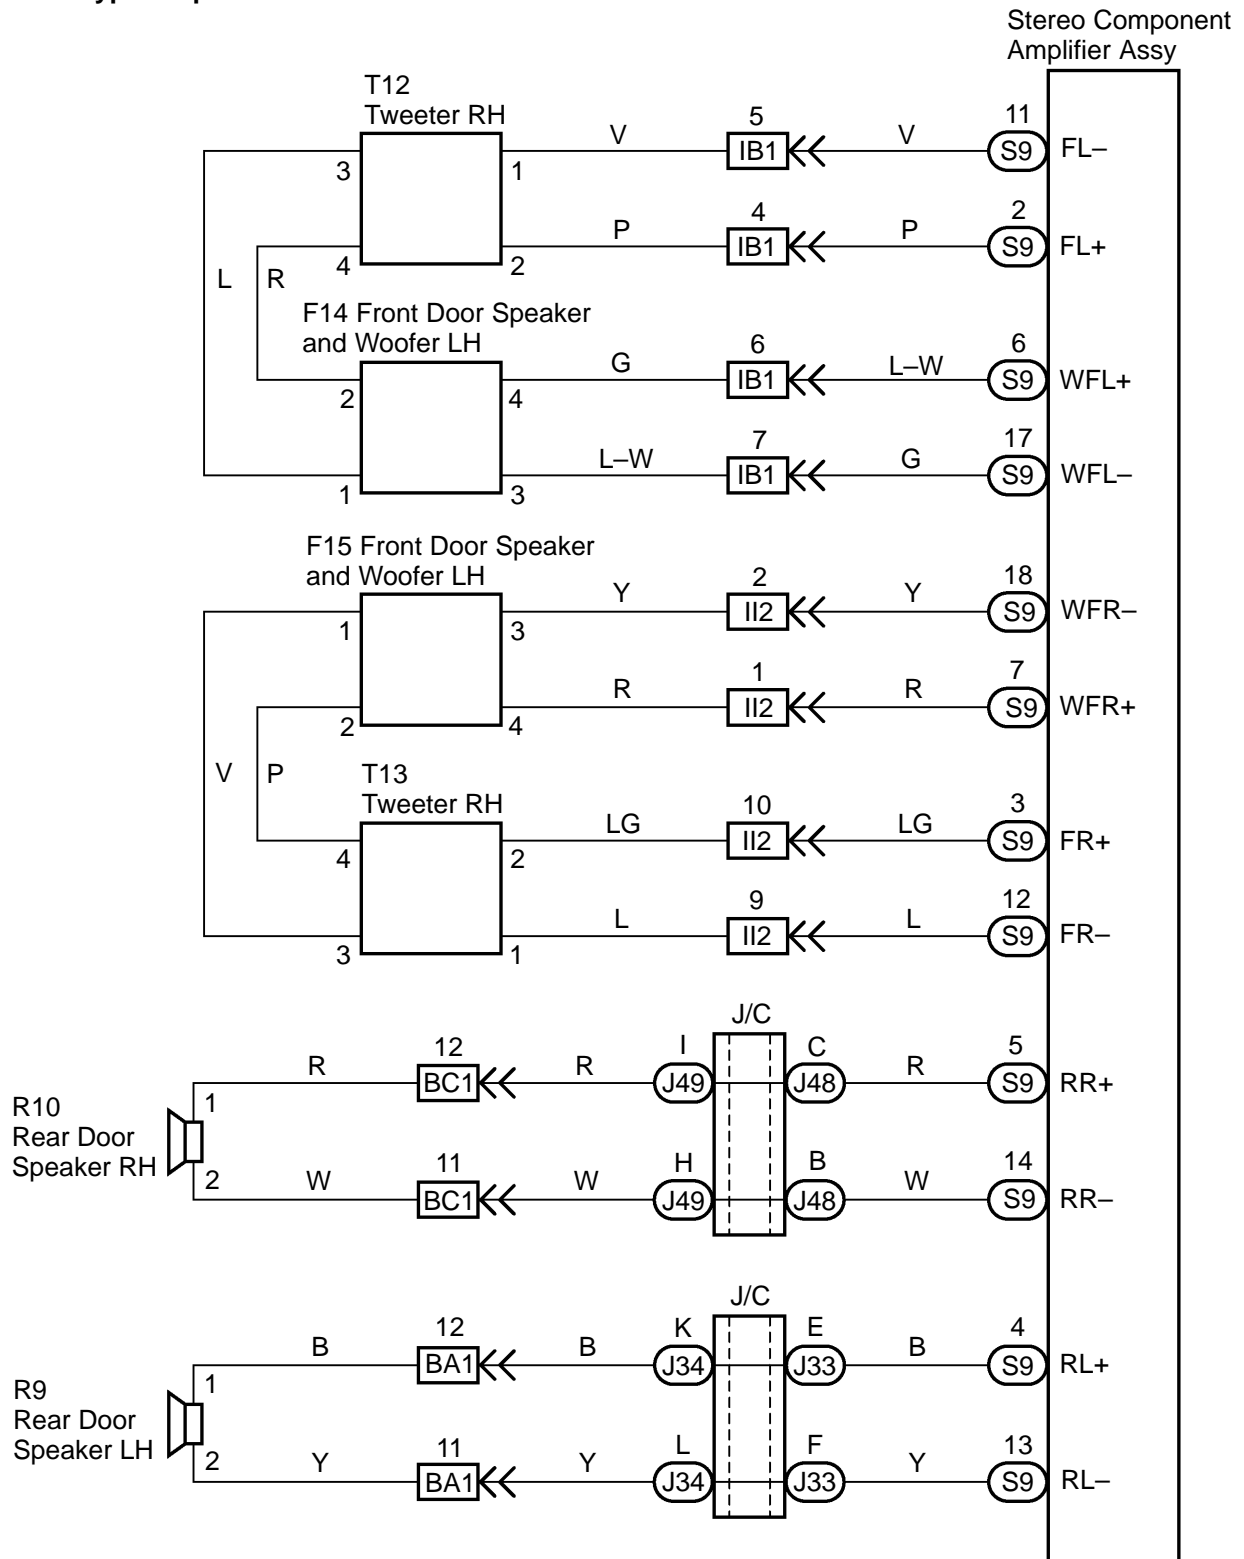 Stereo Component
Amplifier Assy
T12
Tweeter RH
3
1
V
5
IB1
V
11
S9
FL–
4
2
P
4
IB1
P
2
S9
FL+
L
R
F14 Front Door Speaker
and Woofer LH
2
4
G
6
IB1
L–W
6
S9
WFL+
1
3
L–W
7
IB1
G
17
S9
WFL–
F15 Front Door Speaker
and Woofer LH
1
3
Y
2
II2
Y
18
S9
WFR–
2
4
R
1
II2
R
7
S9
WFR+
V
P
T13
Tweeter RH
4
2
LG
10
II2
LG
3
S9
FR+
3
1
L
9
II2
L
12
S9
FR–
J/C
R10
Rear Door
Speaker RH
1
R
12
BC1
R
I
J49
C
J48
R
5
S9
RR+
2
W
11
BC1
W
H
J49
B
J48
W
14
S9
RR–
J/C
R9
Rear Door
Speaker LH
1
B
12
BA1
B
K
J34
E
J33
B
4
S9
RL+
2
Y
11
BA1
Y
L
J34
F
J33
Y
13
S9
RL–